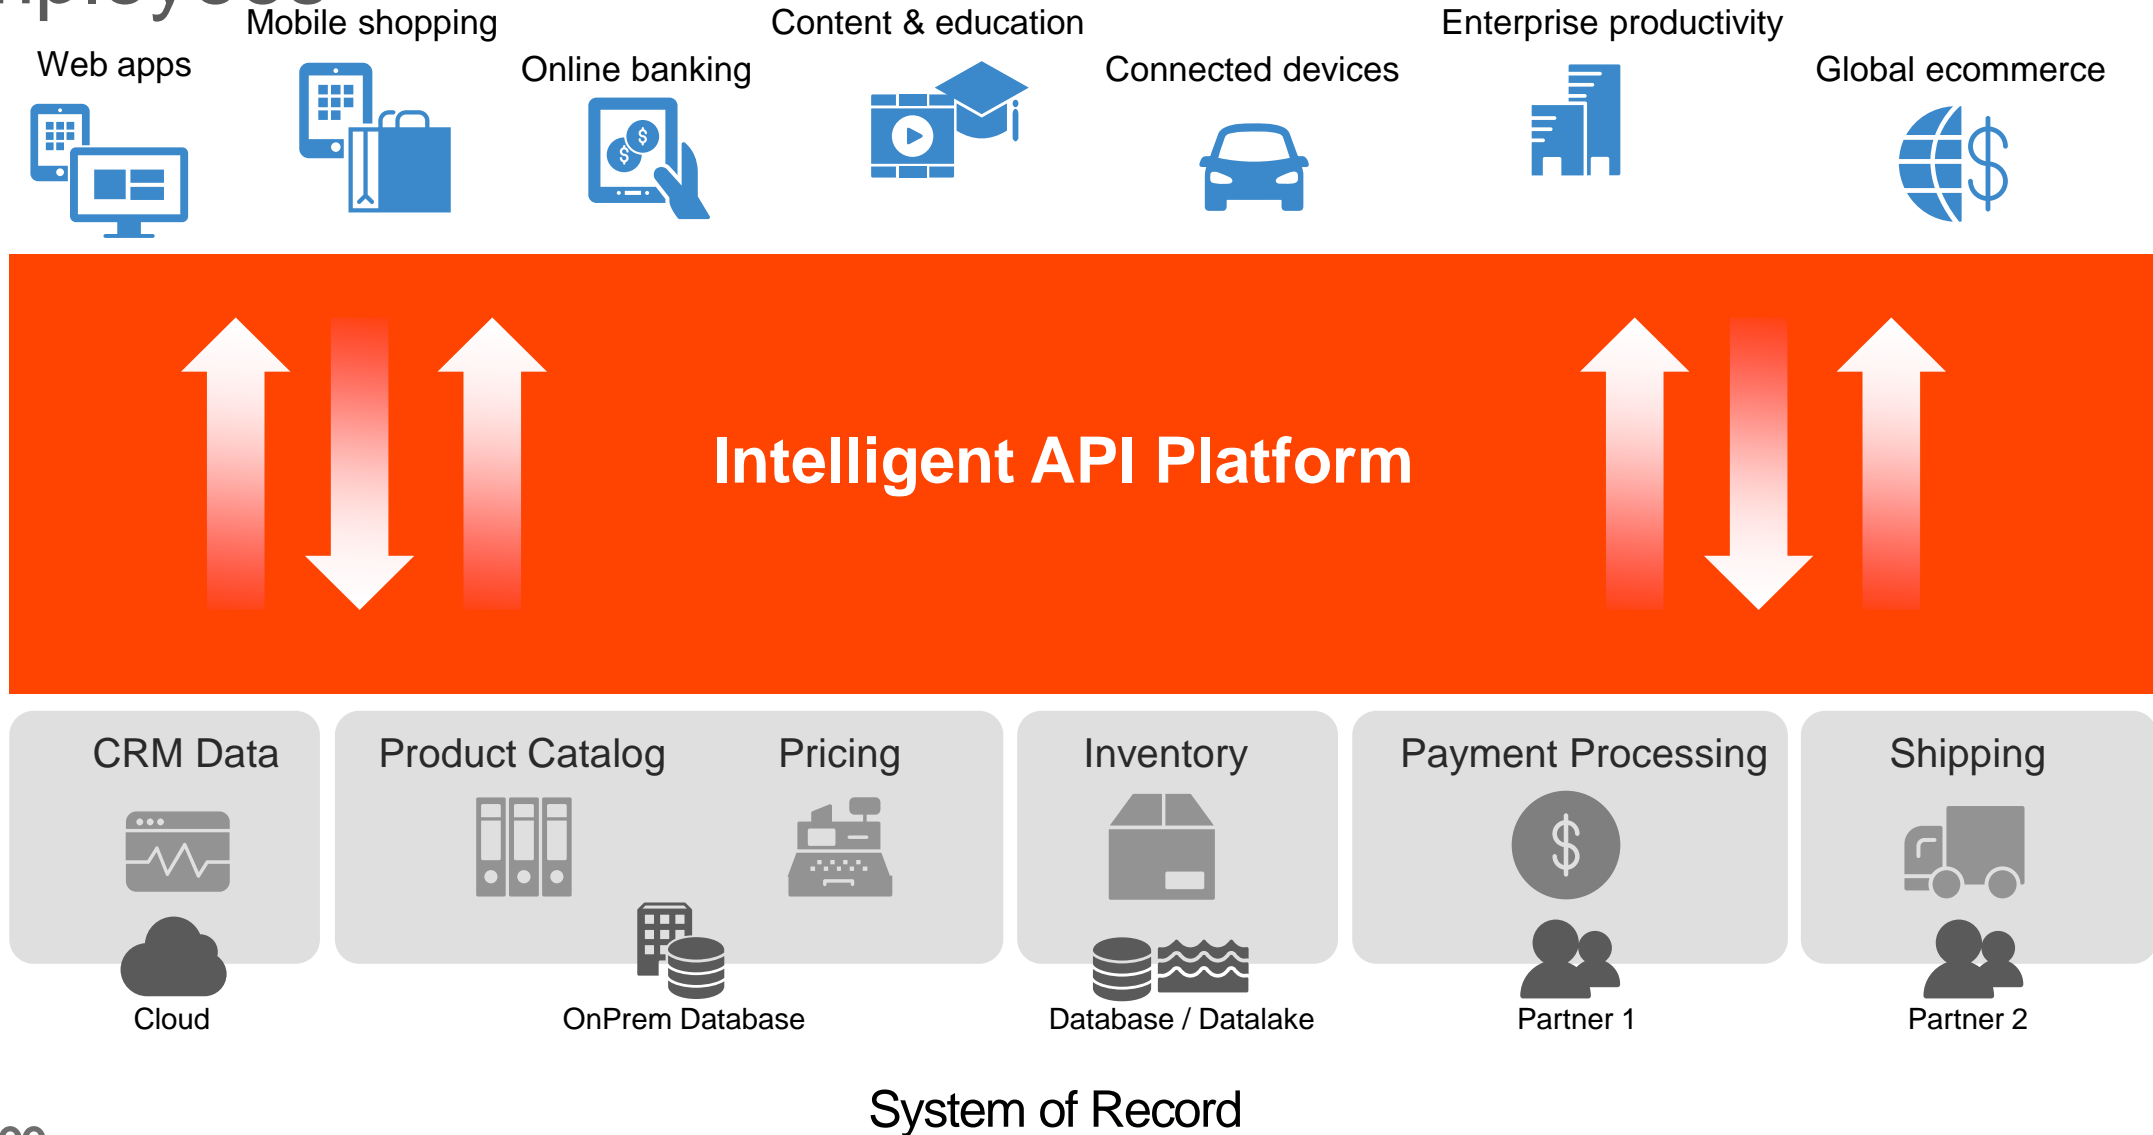 Mobile shopping
Content & education
Enterprise productivity
Web apps
Online banking
Connected devices
Global ecommerce
Intelligent API Platform
CRM Data
Product Catalog
Pricing
Inventory
Payment Processing
Shipping
Cloud
OnPrem Database
Database / Datalake
Partner 1
Partner 2
System of Record